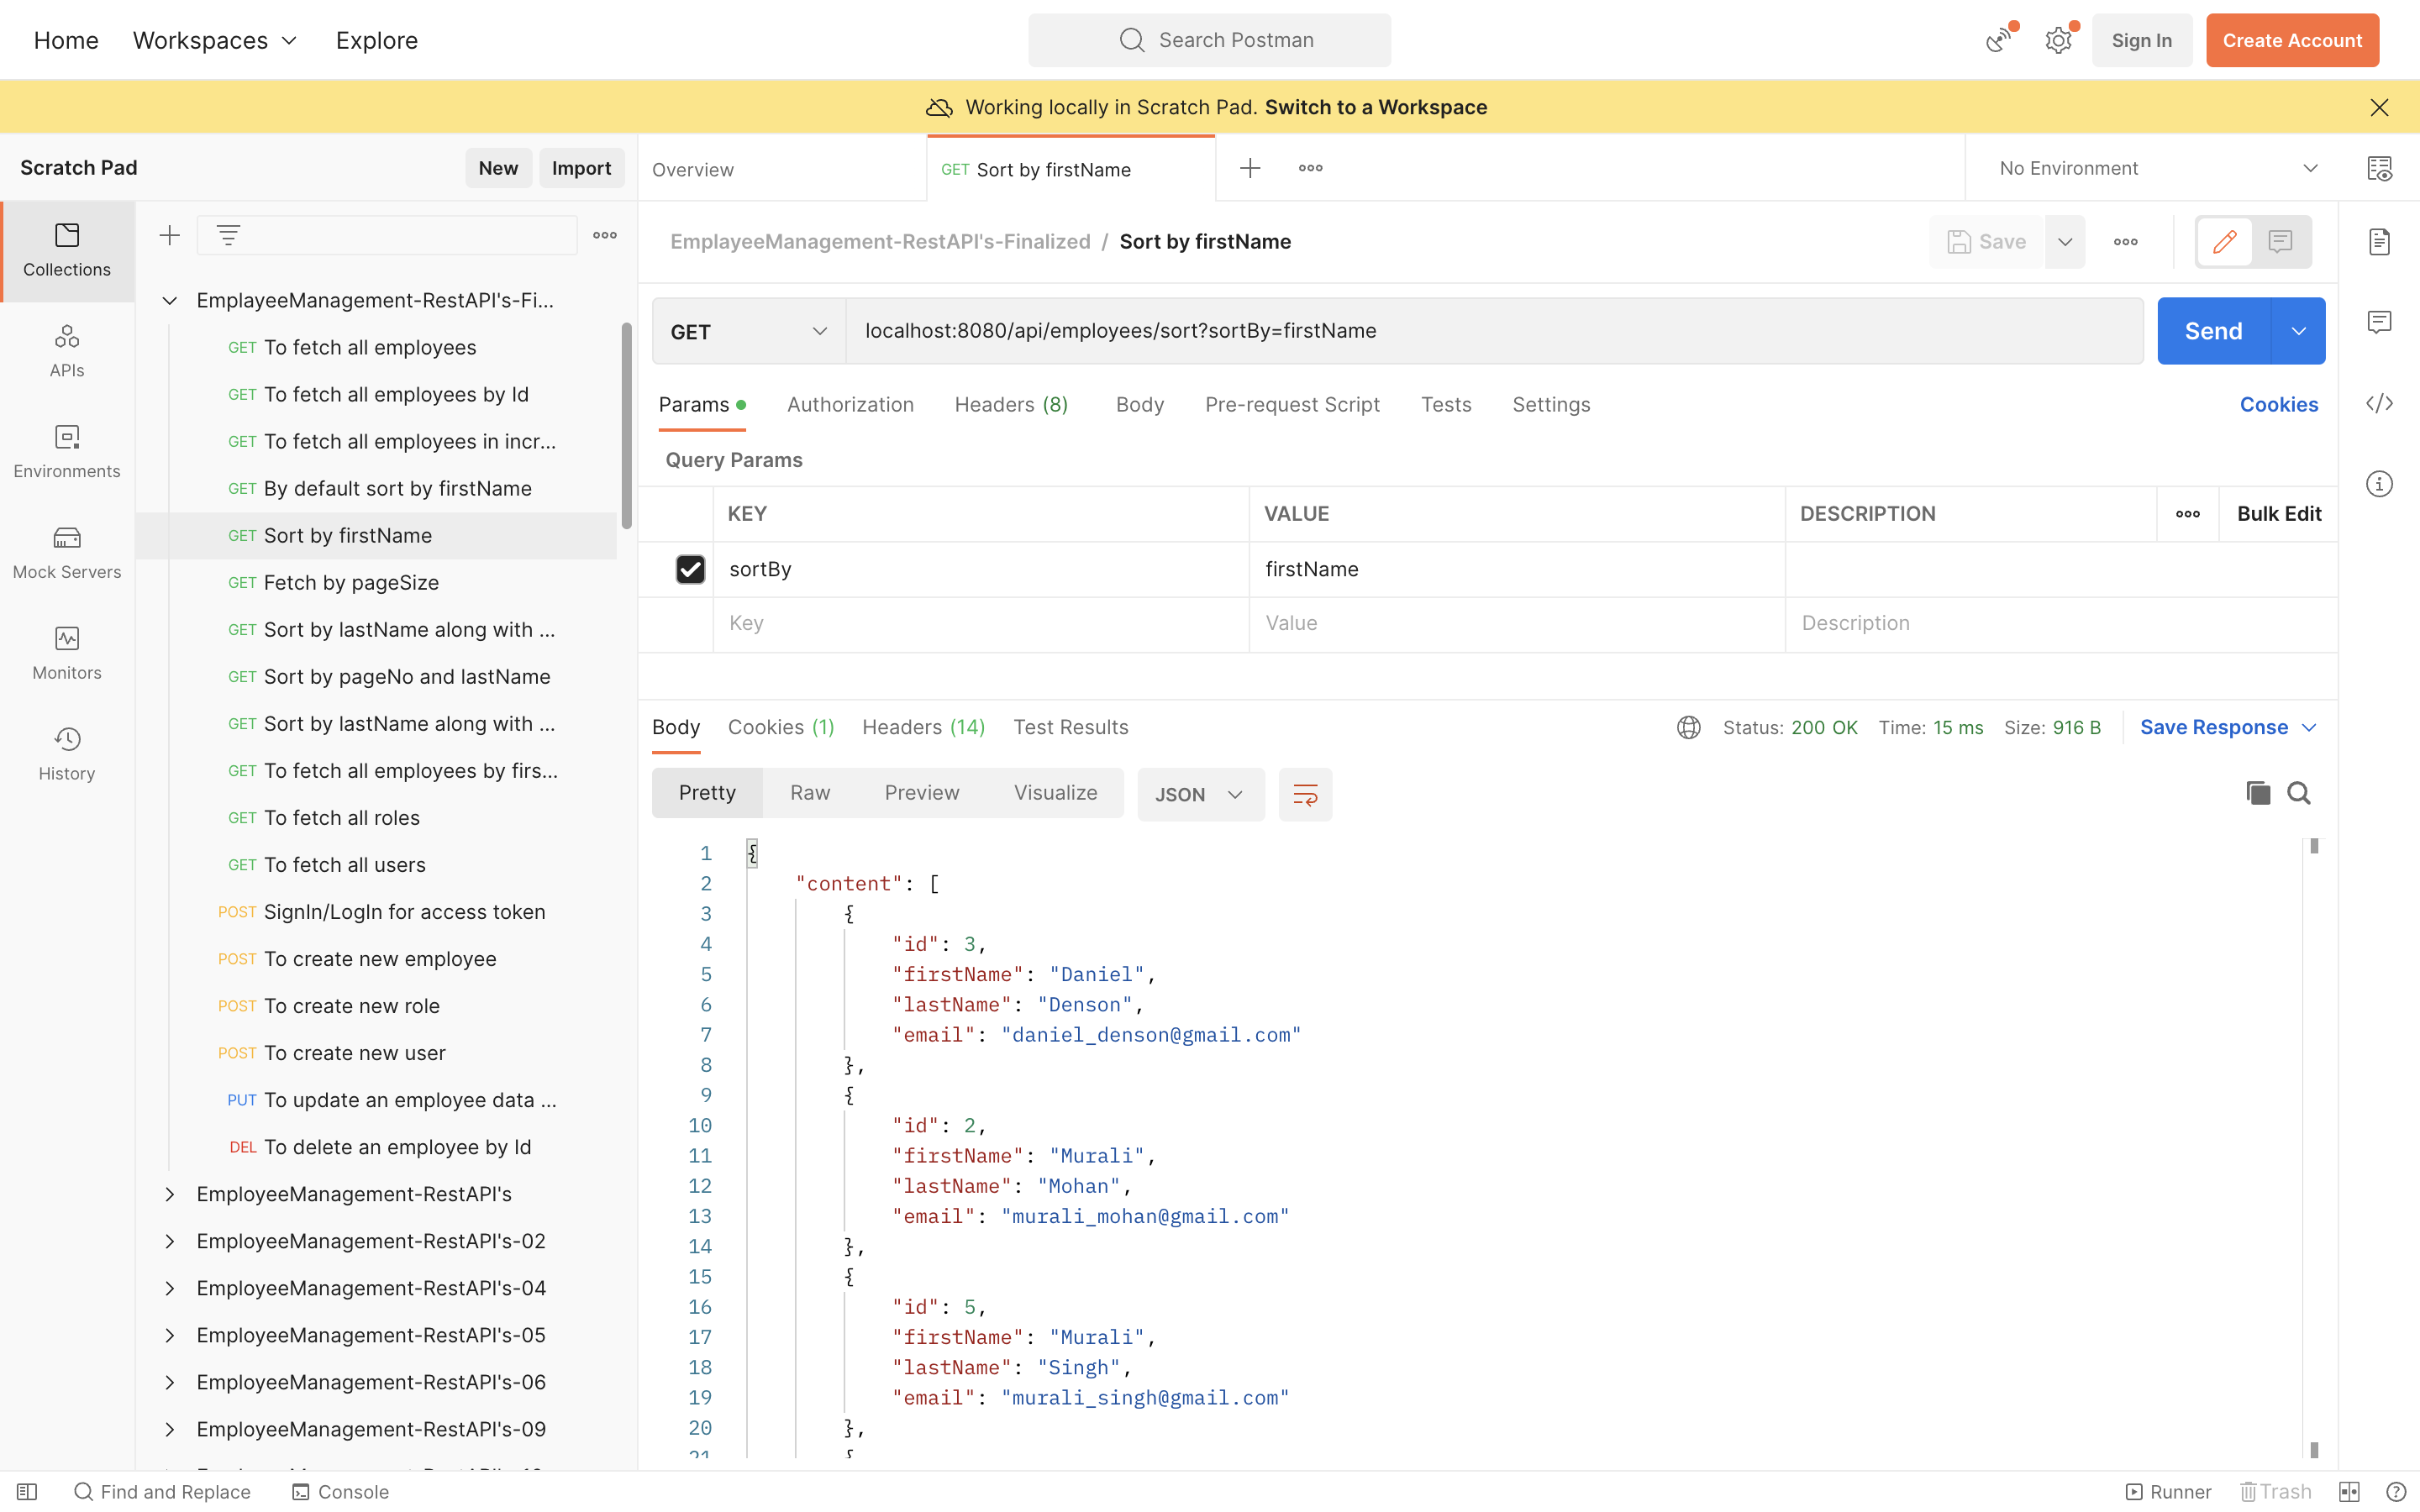 Home Workspaces Explore Search Postman Sign In Create Account
Working locally in Scratch Pad. Switch to a Workspace
Scratch Pad New Import
Overview GET Sort by firstName No Environment
Collections
APIs
Environments
Mock Servers
Monitors
History
EmplayeeManagement-RestAPI's-Fi...
GET To fetch all employees
GET To fetch all employees by Id
GET To fetch all employees in incr...
GET By default sort by firstName
GET Sort by firstName
GET Fetch by pageSize
GET Sort by lastName along with ...
GET Sort by pageNo and lastName
GET Sort by lastName along with ...
GET To fetch all employees by firs...
GET To fetch all roles
GET To fetch all users
POST SignIn/LogIn for access token
POST To create new employee
POST To create new role
POST To create new user
PUT To update an employee data ...
DEL To delete an employee by Id
EmployeeManagement-RestAPI's
EmployeeManagement-RestAPI's-02
EmployeeManagement-RestAPI's-04
EmployeeManagement-RestAPI's-05
EmployeeManagement-RestAPI's-06
EmployeeManagement-RestAPI's-09
EmplayeeManagement-RestAPI's-Finalized / Sort by firstName Save
GET localhost:8080/api/employees/sort?sortBy=firstName Send
Params Authorization Headers (8) Body Pre-request Script Tests Settings Cookies
Query Params
KEY VALUE DESCRIPTION Bulk Edit
sortBy firstName
Key Value Description
Body Cookies (1) Headers (14) Test Results Status: 200 OK Time: 15 ms Size: 916 B Save Response
Pretty Raw Preview Visualize JSON
1 {
2 "content": [
3 {
4 "id": 3,
5 "firstName": "Daniel",
6 "lastName": "Denson",
7 "email": "daniel_denson@gmail.com"
8 },
9 {
10 "id": 2,
11 "firstName": "Murali",
12 "lastName": "Mohan",
13 "email": "murali_mohan@gmail.com"
14 },
15 {
16 "id": 5,
17 "firstName": "Murali",
18 "lastName": "Singh",
19 "email": "murali_singh@gmail.com"
20 },
21 {
Find and Replace Console Runner Trash